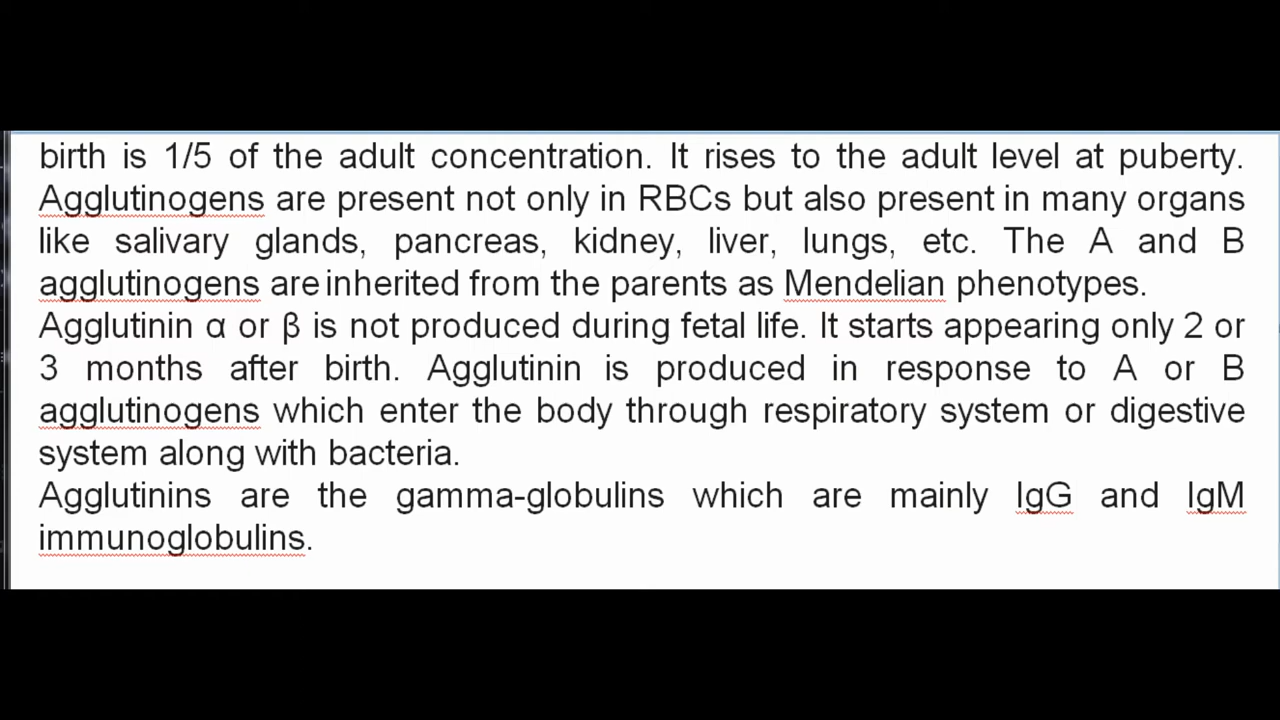 birth is 1/5 of the adult concentration. It rises to the adult level at puberty.
Agglutinogens are present not only in RBCs but also present in many organs
like salivary glands, pancreas, kidney, liver, lungs, etc. The A and B
agglutinogens are inherited from the parents as Mendelian phenotypes.
Agglutinin α or β is not produced during fetal life. It starts appearing only 2 or
3 months after birth. Agglutinin is produced in response to A or B
agglutinogens which enter the body through respiratory system or digestive
system along with bacteria.
Agglutinins are the gamma-globulins which are mainly IgG and IgM
immunoglobulins.